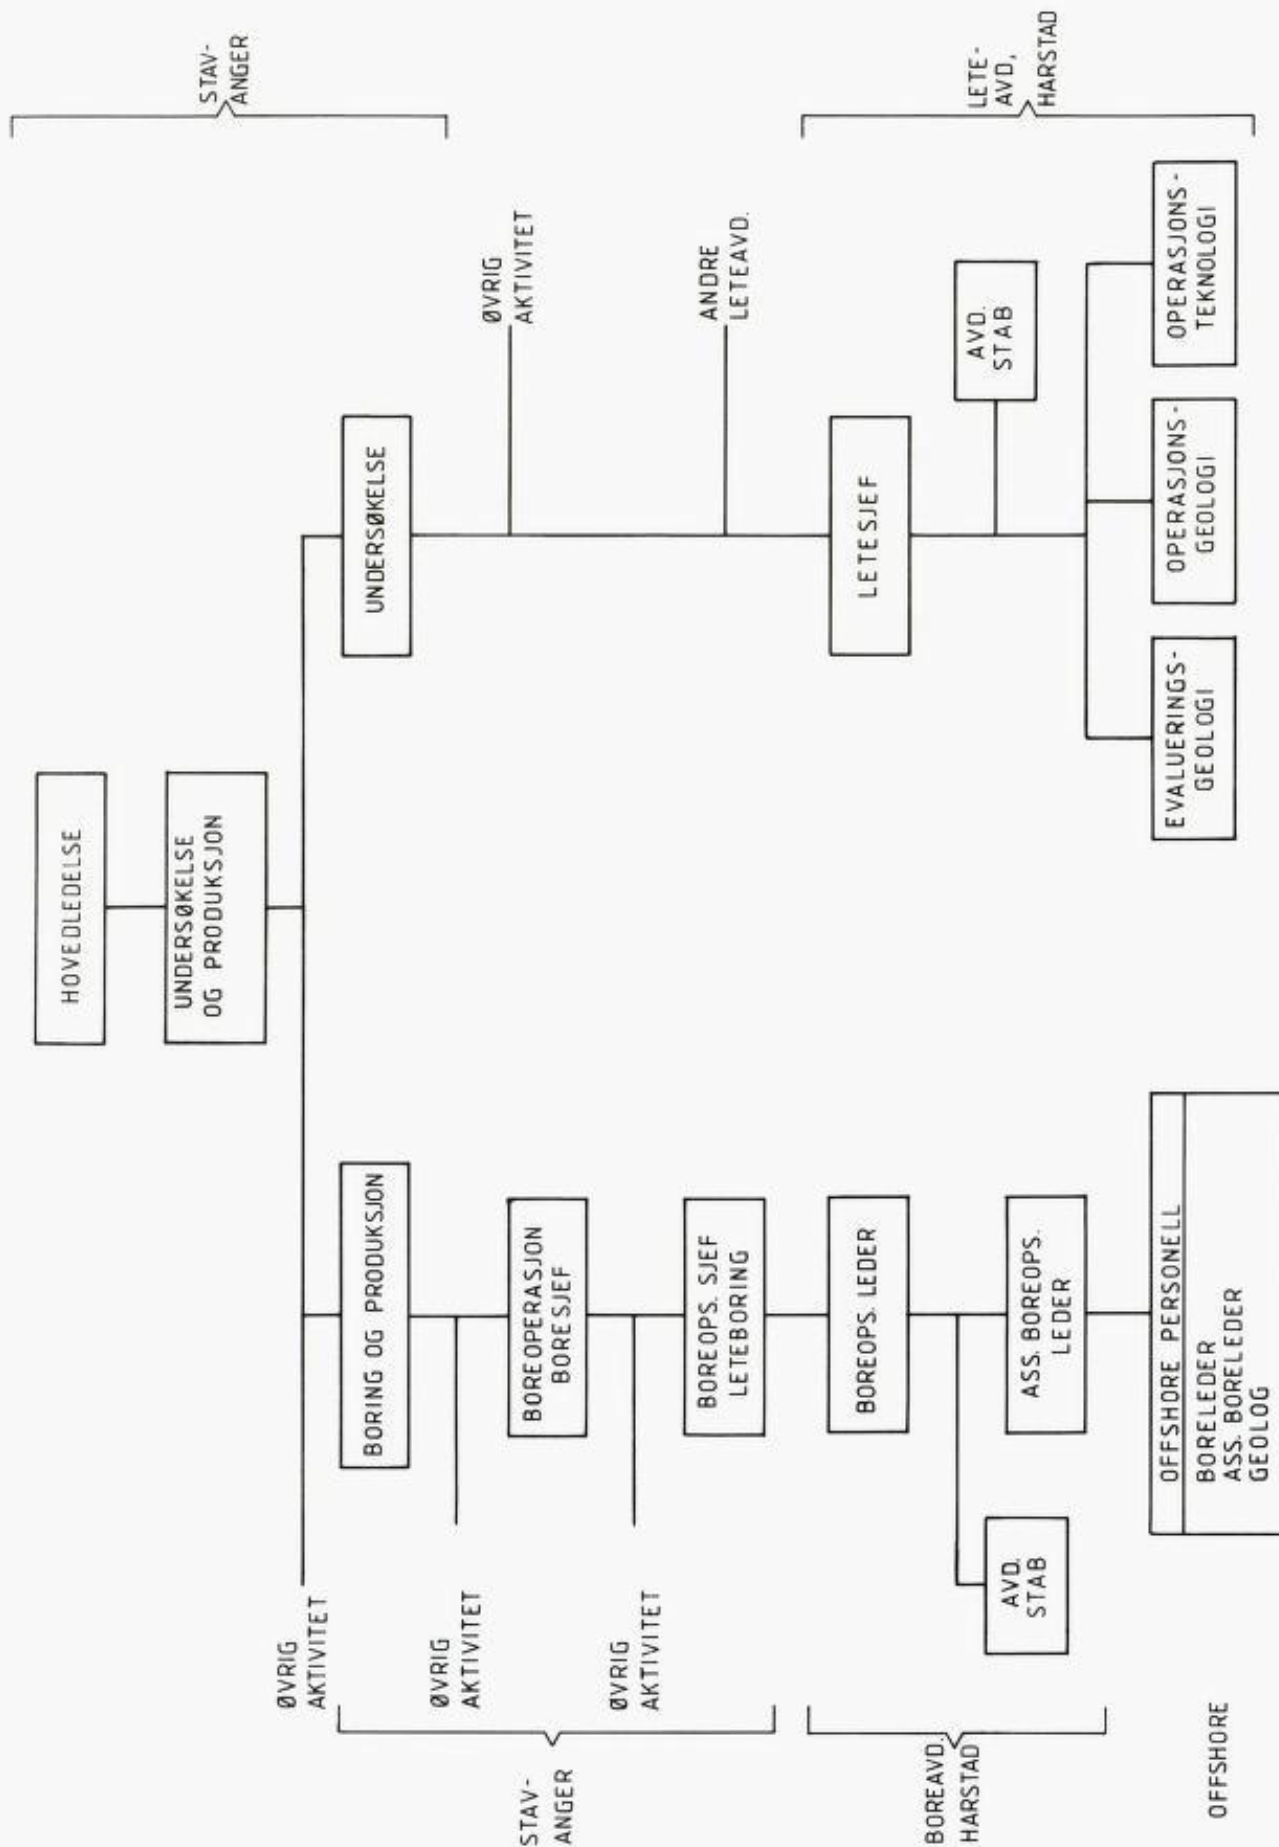 HOVEDLEDELSE
UNDERSØKELSE
OG PRODUKSJON
STAV-
ANGER
ØVRIG
AKTIVITET
BORING OG PRODUKSJON
UNDERSØKELSE
ØVRIG
AKTIVITET
BOREOPERASJON
BORESJEF
ØVRIG
AKTIVITET
STAV-
ANGER
ØVRIG
AKTIVITET
BOREOPS. SJEF
LETEBORING
ANDRE
LETEAVD.
BOREOPS. LEDER
LETESJEF
BOREAVD.
HARSTAD
AVD.
STAB
ASS. BOREOPS.
LEDER
AVD.
STAB
LETE-
AVD,
HARSTAD
OFFSHORE
OFFSHORE PERSONELL
BORELEDER
ASS. BORELEDER
GEOLOG
EVALUERINGS-
GEOLOGI
OPERASJONS-
GEOLOGI
OPERASJONS-
TEKNOLOGI